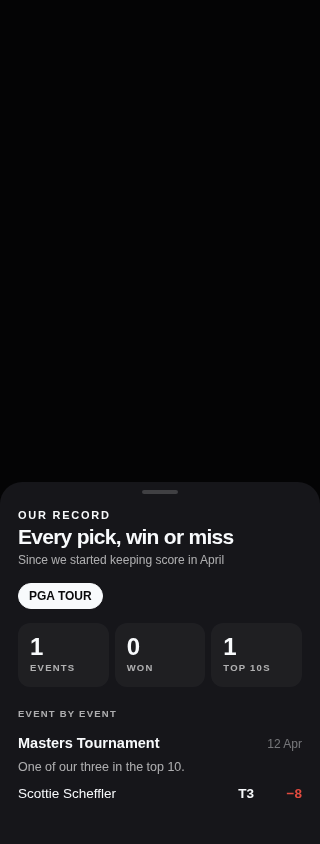 OUR RECORD
Every pick, win or miss
Since we started keeping score in April
PGA TOUR
1 0 1
EVENTS WON TOP 10S
EVENT BY EVENT
Masters Tournament 12 Apr
One of our three in the top 10.
Scottie Scheffler T3 −8